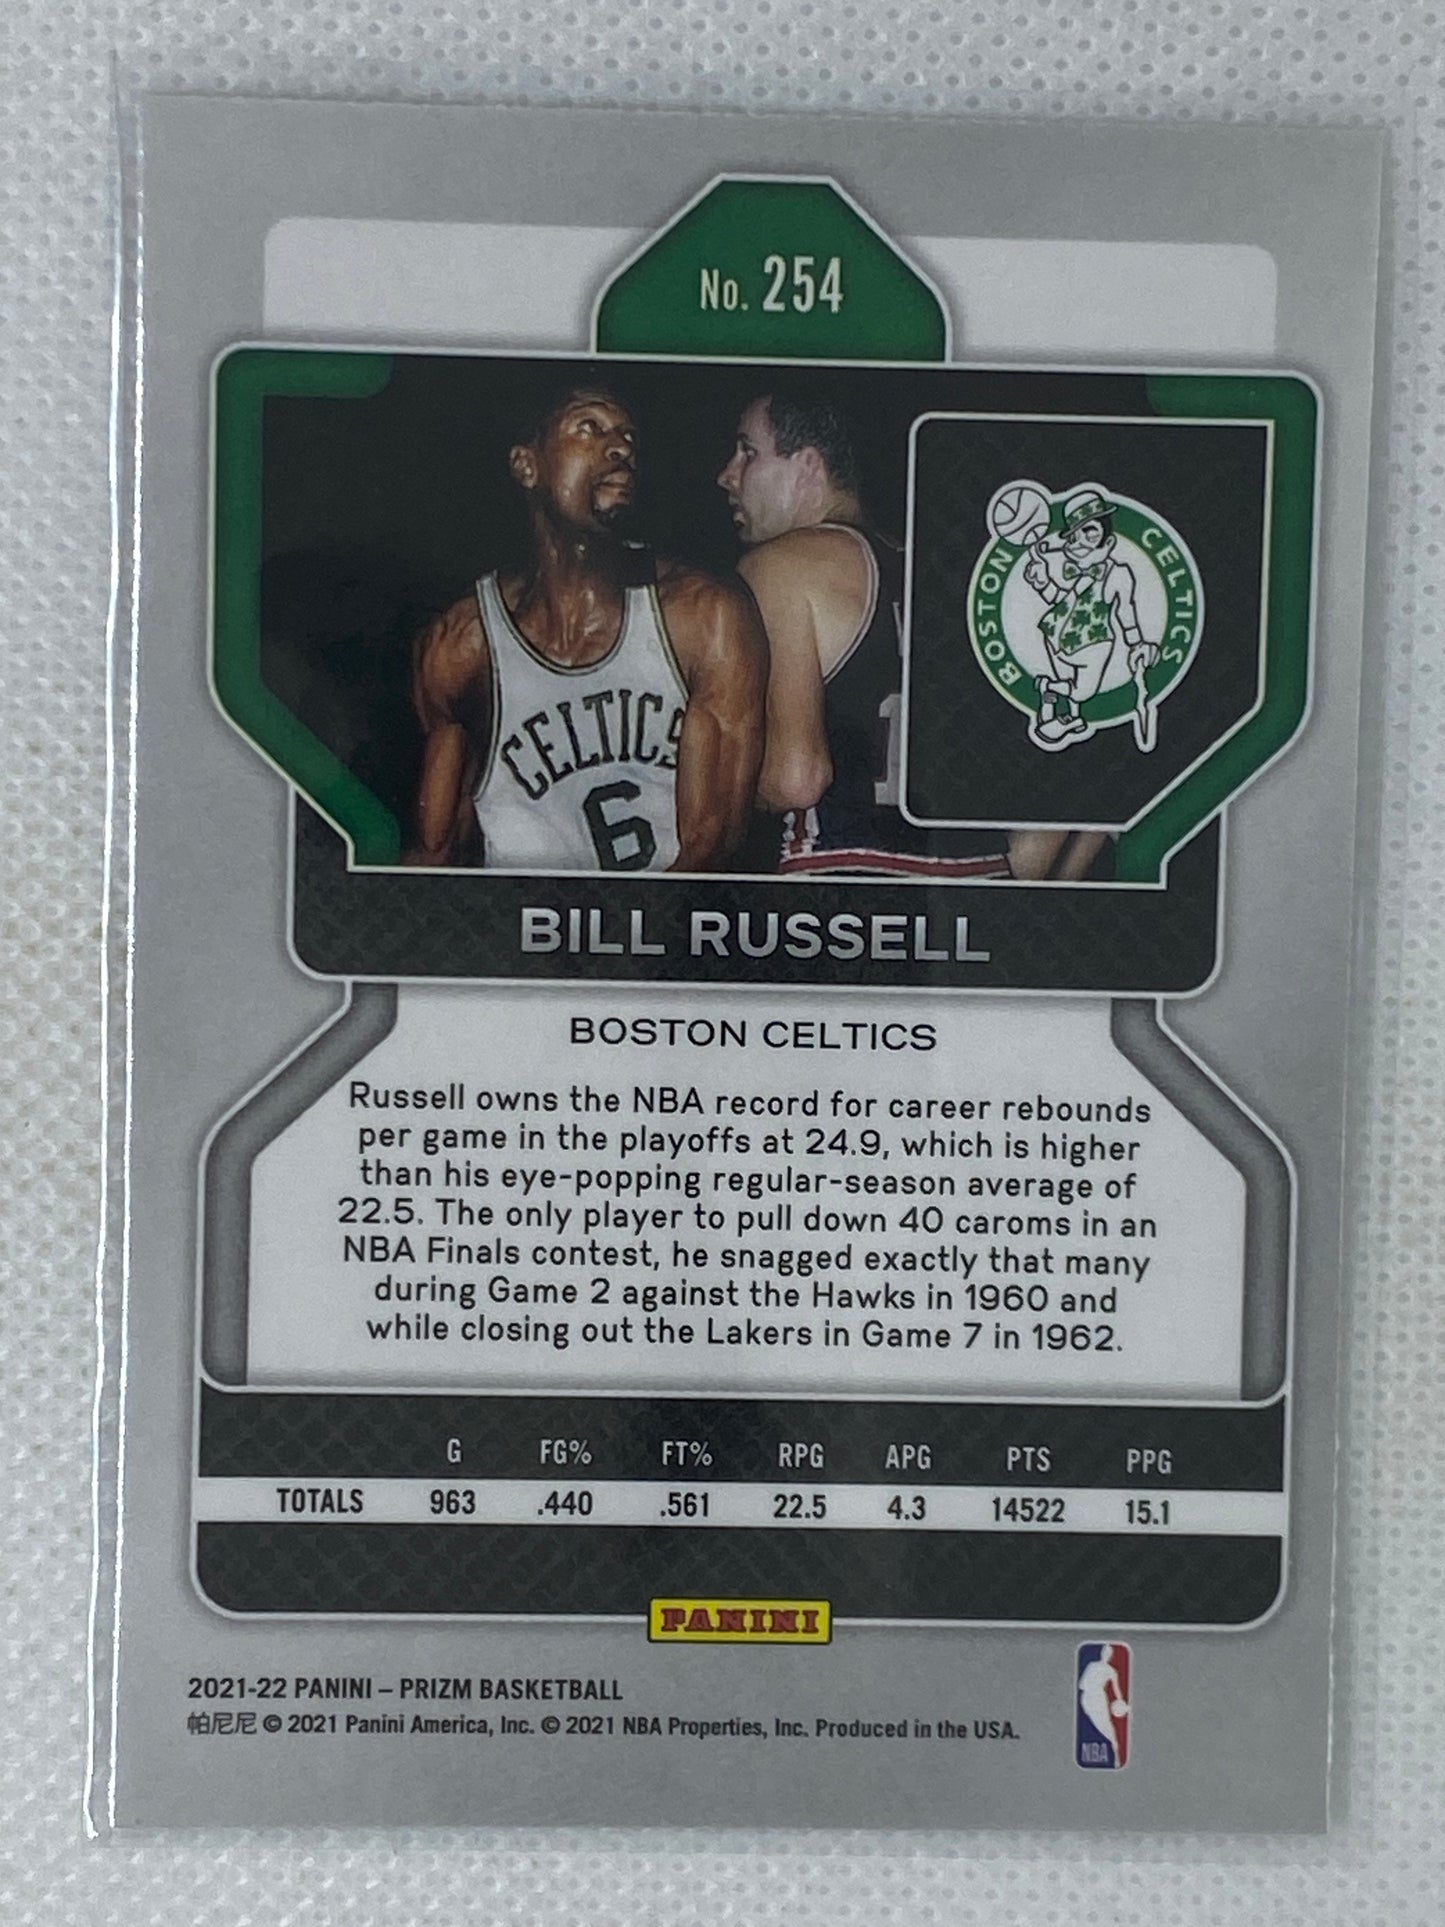 No. 254
CELTICS
6
1
BOSTON CELTICS
BILL RUSSELL
BOSTON CELTICS
Russell owns the NBA record for career rebounds
per game in the playoffs at 24.9, which is higher
than his eye-popping regular-season average of
22.5. The only player to pull down 40 caroms in an
NBA Finals contest, he snagged exactly that many
during Game 2 against the Hawks in 1960 and
while closing out the Lakers in Game 7 in 1962.
G FG% FT% RPG APG PTS PPG
TOTALS 963 .440 .561 22.5 4.3 14522 15.1
PANINI
2021-22 PANINI – PRIZM BASKETBALL
帕尼尼 © 2021 Panini America, Inc. © 2021 NBA Properties, Inc. Produced in the USA.
NBA